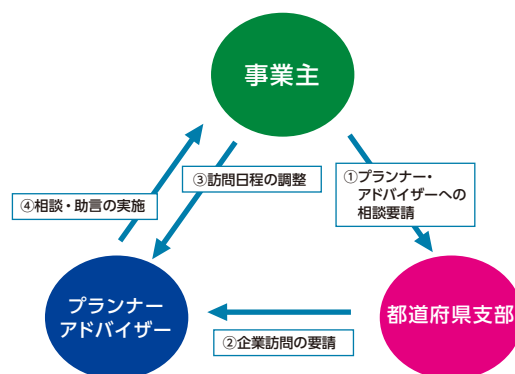 事業主
①プランナー・
アドバイザーへの
相談要請
③訪問日程の調整
④相談・助言の実施
プランナー
アドバイザー
都道府県支部
②企業訪問の要請